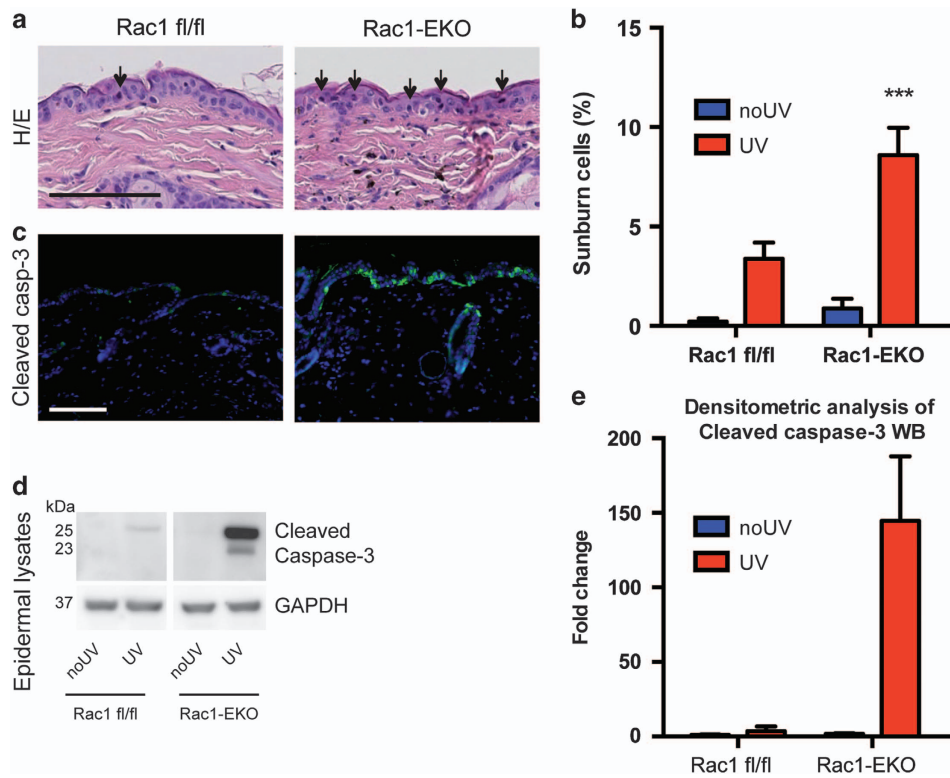 a
Rac1 fl/fl
Rac1-EKO
H/E
c
Cleaved casp-3
b
15
10
5
0
Sunburn cells (%)
noUV
UV
***
Rac1 fl/fl
Rac1-EKO
d
kDa
25
23
37
Epidermal lysates
Cleaved
Caspase-3
GAPDH
noUV
UV
noUV
UV
Rac1 fl/fl
Rac1-EKO
e
Densitometric analysis of
Cleaved caspase-3 WB
200
150
100
50
0
Fold change
noUV
UV
Rac1 fl/fl
Rac1-EKO